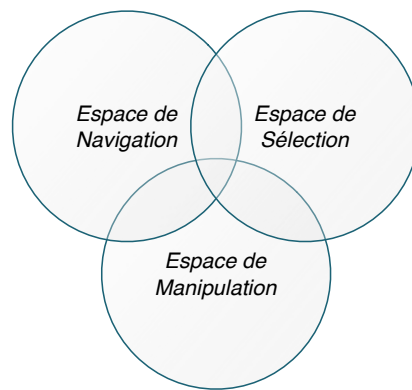 Espace de
Navigation
Espace de
Sélection
Espace de
Manipulation